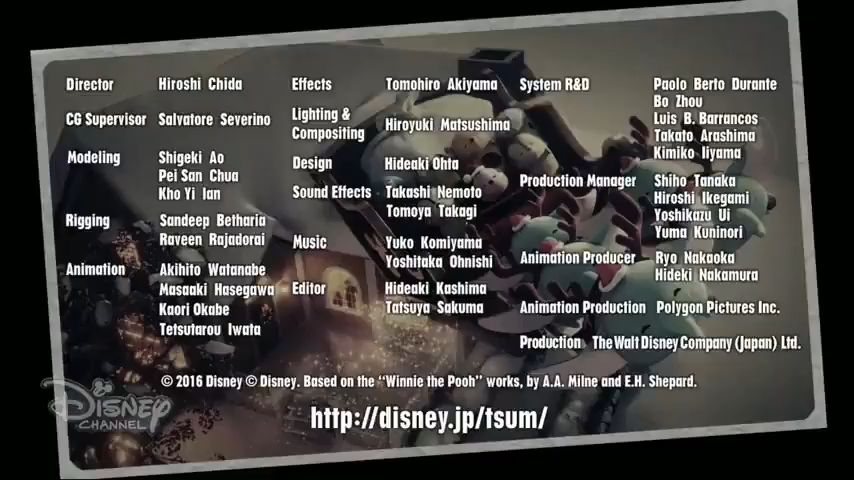 Director Hiroshi Chida
CG Supervisor Salvatore Severino
Modeling Shigeki Ao
Pei San Chua
Kho Yi Ian
Rigging Sandeep Betharia
Raveen Rajadorai
Animation Akihito Watanabe
Masaaki Hasegawa
Kaori Okabe
Tetsutarou Iwata
Effects Tomohiro Akiyama
Lighting &
Compositing Hiroyuki Matsushima
Design Hideaki Ohta
Sound Effects Takashi Nemoto
Tomoya Takagi
Music Yuko Komiyama
Yoshitaka Ohnishi
Editor Hideaki Kashima
Tatsuya Sakuma
System R&D Paolo Berto Durante
Bo Zhou
Luis B. Barrancos
Takato Arashima
Kimiko Iiyama
Production Manager Shiho Tanaka
Hiroshi Ikegami
Yoshikazu Ui
Yuma Kuninori
Animation Producer Ryo Nakaoka
Hideki Nakamura
Animation Production Polygon Pictures Inc.
Production The Walt Disney Company (Japan) Ltd.
© 2016 Disney © Disney. Based on the “Winnie the Pooh” works, by A.A. Milne and E.H. Shepard.
http://disney.jp/tsum/
Disney
CHANNEL